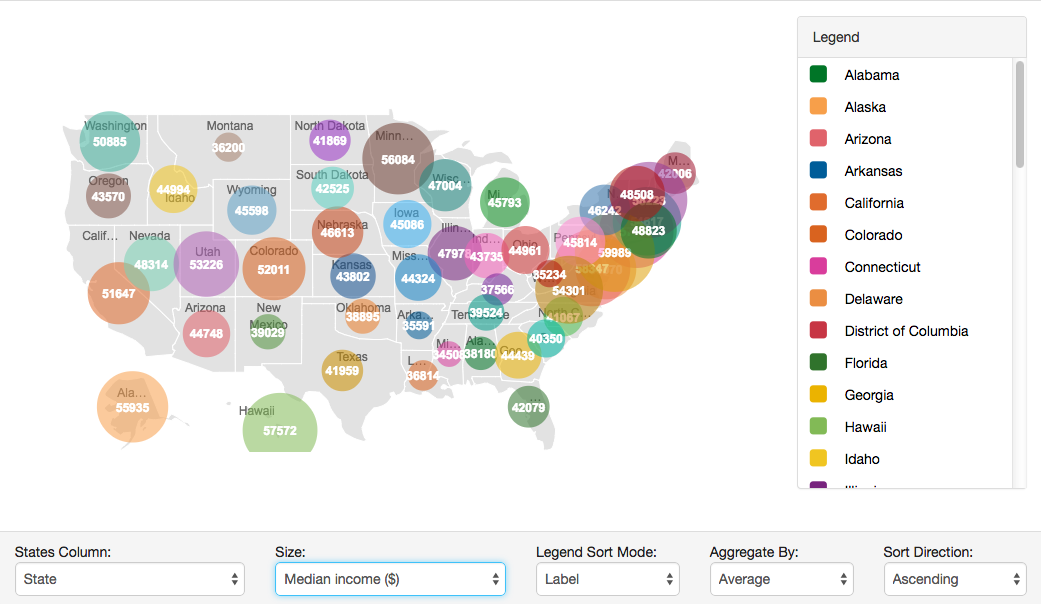 Legend
Alabama
Alaska
Arizona
Arkansas
California
Colorado
Connecticut
Delaware
District of Columbia
Florida
Georgia
Hawaii
Idaho
Washington
50885
Montana
36200
North Dakota
41869
Minn...
56084
Oregon
43570
44994
Idaho
Wyoming
45598
South Dakota
42525
Wisc...
47004
Mi...
45793
M...
42006
48508
46242
48823
Calif...
Nevada
48314
51647
Utah
53226
Colorado
52011
Nebraska
46613
Iowa
45086
Illin...
47975
Ind...
43735
Ohio
44961
45814
59989
58347
Kansas
43802
Miss...
44324
35234
54301
37566
Arizona
44748
New
Mexico
39029
Oklahoma
38895
Arka...
35591
Tennessee
39524
North C...
41067
Texas
41959
L...
36814
Mi...
34508
Ala...
38180
Geo...
44439
40350
42079
Ala...
55935
Hawaii
57572
States Column:
State
Size:
Median income ($)
Legend Sort Mode:
Label
Aggregate By:
Average
Sort Direction:
Ascending